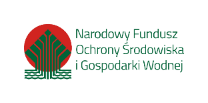 Narodowy Fundusz
Ochrony Środowiska
i Gospodarki Wodnej